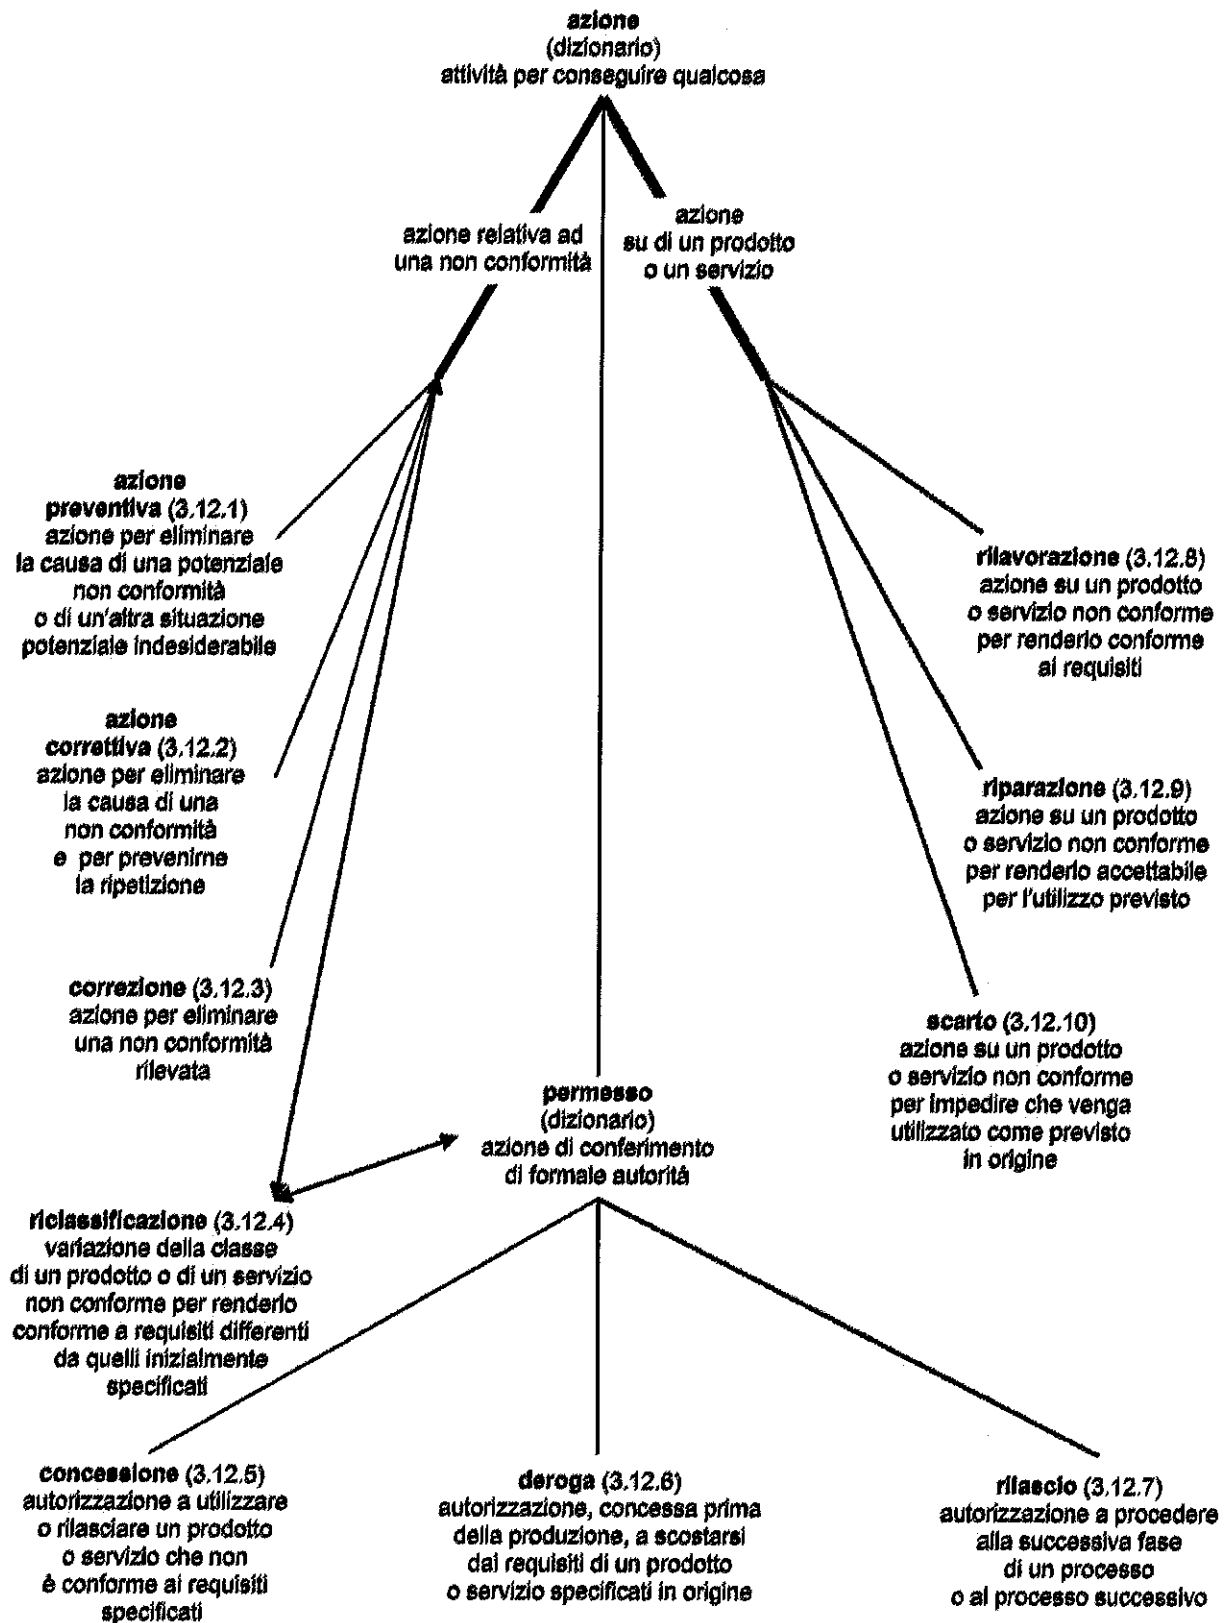 azione
(dizionario)
attività per conseguire qualcosa
azione relativa ad
una non conformità
azione
su di un prodotto
o un servizio
azione
preventiva (3.12.1)
azione per eliminare
la causa di una potenziale
non conformità
o di un'altra situazione
potenziale indesiderabile
azione
correttiva (3.12.2)
azione per eliminare
la causa di una
non conformità
e per prevenirne
la ripetizione
correzione (3.12.3)
azione per eliminare
una non conformità
rilevata
riclassificazione (3.12.4)
variazione della classe
di un prodotto o di un servizio
non conforme per renderlo
conforme a requisiti differenti
da quelli inizialmente
specificati
rilavorazione (3.12.8)
azione su un prodotto
o servizio non conforme
per renderlo conforme
ai requisiti
riparazione (3.12.9)
azione su un prodotto
o servizio non conforme
per renderlo accettabile
per l'utilizzo previsto
scarto (3.12.10)
azione su un prodotto
o servizio non conforme
per impedire che venga
utilizzato come previsto
in origine
permesso
(dizionario)
azione di conferimento
di formale autorità
concessione (3.12.5)
autorizzazione a utilizzare
o rilasciare un prodotto
o servizio che non
è conforme ai requisiti
specificati
deroga (3.12.6)
autorizzazione, concessa prima
della produzione, a scostarsi
dai requisiti di un prodotto
o servizio specificati in origine
rilascio (3.12.7)
autorizzazione a procedere
alla successiva fase
di un processo
o al processo successivo